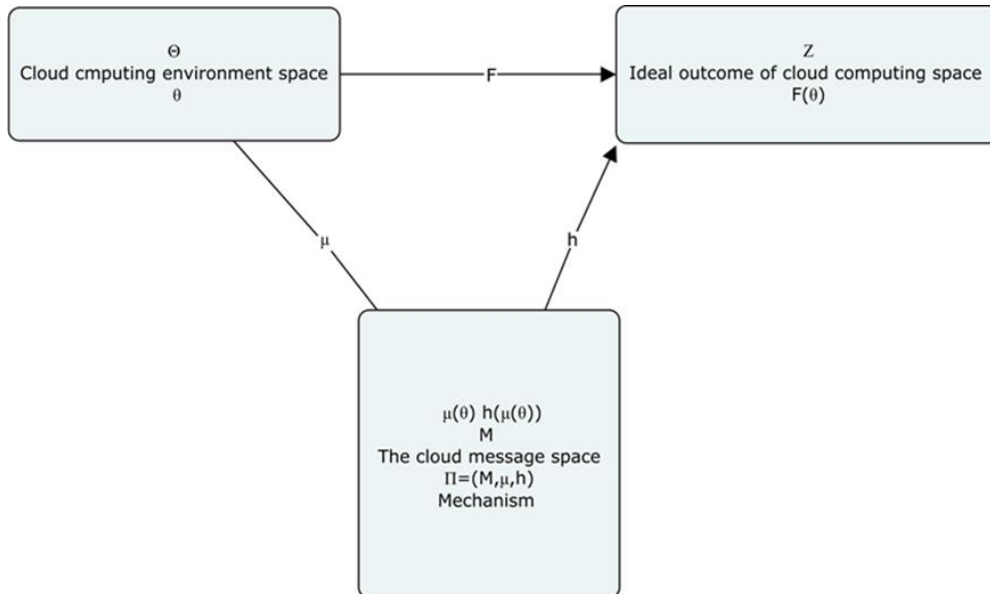 Θ
Cloud cmputing environment space
θ
F
Z
Ideal outcome of cloud computing space
F(θ)
μ
h
μ(θ) h(μ(θ))
M
The cloud message space
Π=(M,μ,h)
Mechanism